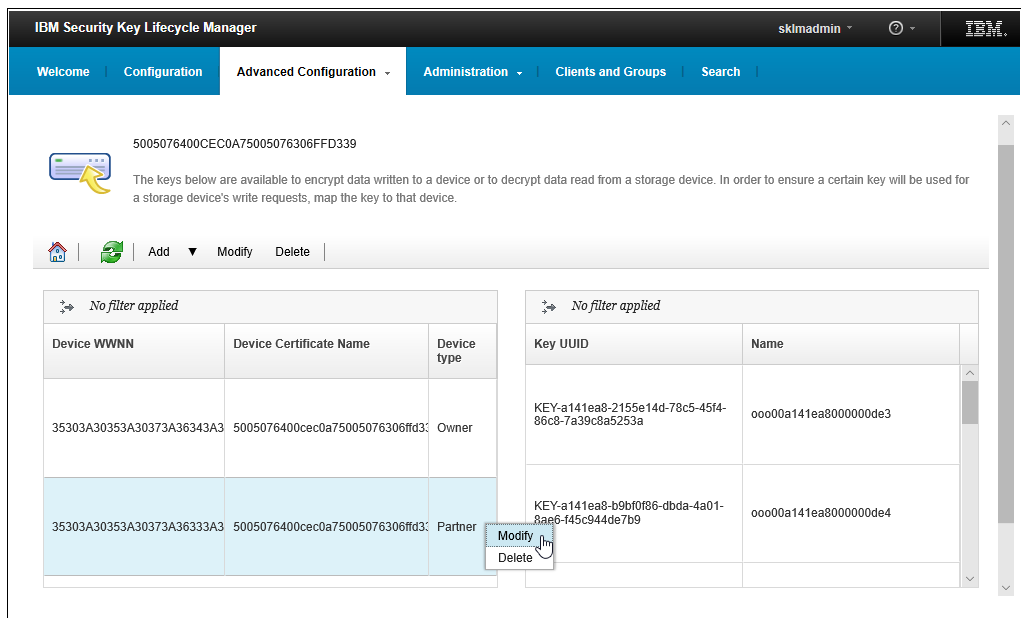 IBM Security Key Lifecycle Manager
sklmadmin
?
IBM.
Welcome
Configuration
Advanced Configuration
Administration
Clients and Groups
Search
5005076400CEC0A75005076306FFD339
The keys below are available to encrypt data written to a device or to decrypt data read from a storage device. In order to ensure a certain key will be used for
a storage device's write requests, map the key to that device.
Add
Modify
Delete
No filter applied
Device WWNN
Device Certificate Name
Device
type
35303A30353A30373A36343A3
5005076400cec0a75005076306ffd33
Owner
35303A30353A30373A36333A3
5005076400cec0a75005076306ffd33
Partner
Modify
Delete
No filter applied
Key UUID
Name
KEY-a141ea8-2155e14d-78c5-45f4-
86c8-7a39c8a5253a
ooo00a141ea8000000de3
KEY-a141ea8-b9bf0f86-dbda-4a01-
8ae6-f45c944de7b9
ooo00a141ea8000000de4